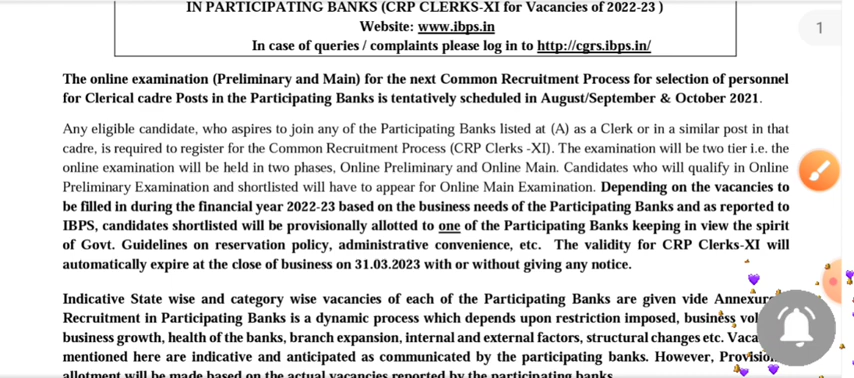 IN PARTICIPATING BANKS (CRP CLERKS-XI for Vacancies of 2022-23 )
Website: www.ibps.in
In case of queries / complaints please log in to http://cgrs.ibps.in/
1
The online examination (Preliminary and Main) for the next Common Recruitment Process for selection of personnel
for Clerical cadre Posts in the Participating Banks is tentatively scheduled in August/September & October 2021.
Any eligible candidate, who aspires to join any of the Participating Banks listed at (A) as a Clerk or in a similar post in that
cadre, is required to register for the Common Recruitment Process (CRP Clerks -XI). The examination will be two tier i.e. the
online examination will be held in two phases, Online Preliminary and Online Main. Candidates who will qualify in Online
Preliminary Examination and shortlisted will have to appear for Online Main Examination. Depending on the vacancies to
be filled in during the financial year 2022-23 based on the business needs of the Participating Banks and as reported to
IBPS, candidates shortlisted will be provisionally allotted to one of the Participating Banks keeping in view the spirit
of Govt. Guidelines on reservation policy, administrative convenience, etc. The validity for CRP Clerks-XI will
automatically expire at the close of business on 31.03.2023 with or without giving any notice.
Indicative State wise and category wise vacancies of each of the Participating Banks are given vide
Recruitment in Participating Banks is a dynamic process which depends upon restriction imposed, business
business growth, health of the banks, branch expansion, internal and external factors, structural changes etc.
mentioned here are indicative and anticipated as communicated by the participating banks. However,
allotment will be made based on the actual vacancies reported by the participating banks